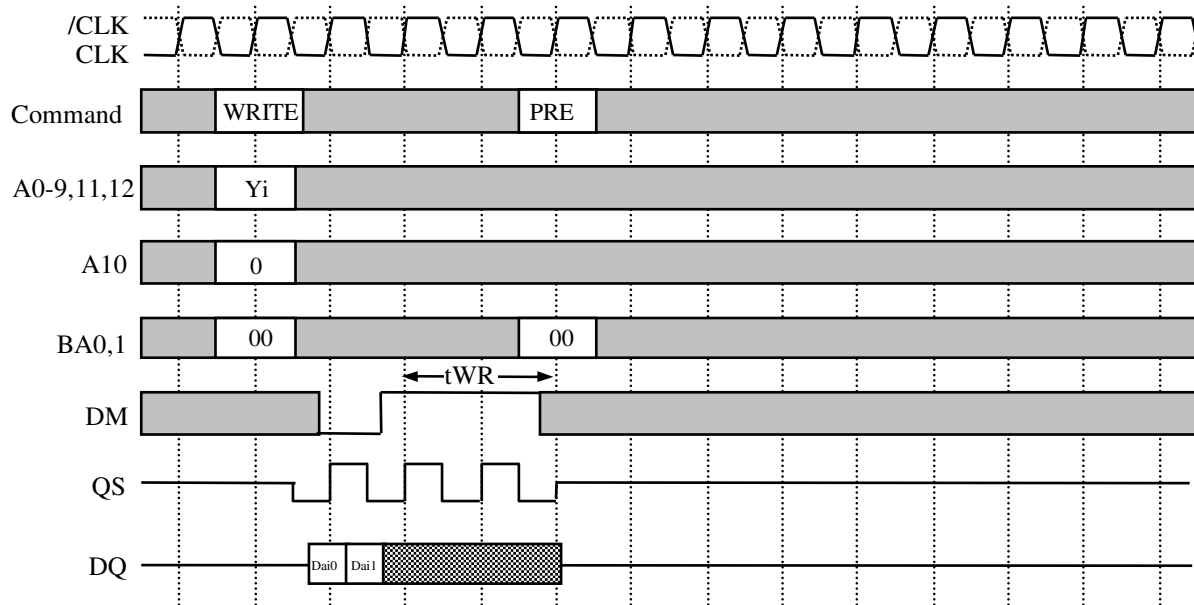 /CLK
CLK
Command WRITE PRE
A0-9,11,12 Yi
A10 0
BA0,1 00 00
tWR
DM
QS
DQ Dai0 Dai1